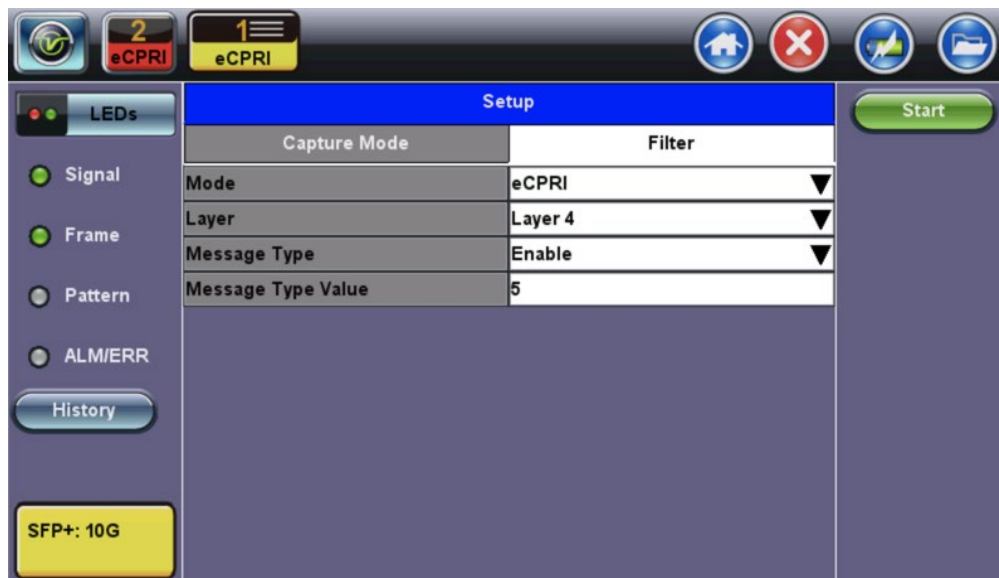 2
eCPRI
1
eCPRI
LEDs
Setup
Start
Capture Mode
Filter
Signal
Mode
eCPRI
Layer
Layer 4
Frame
Message Type
Enable
Message Type Value
5
Pattern
ALM/ERR
History
SFP+: 10G